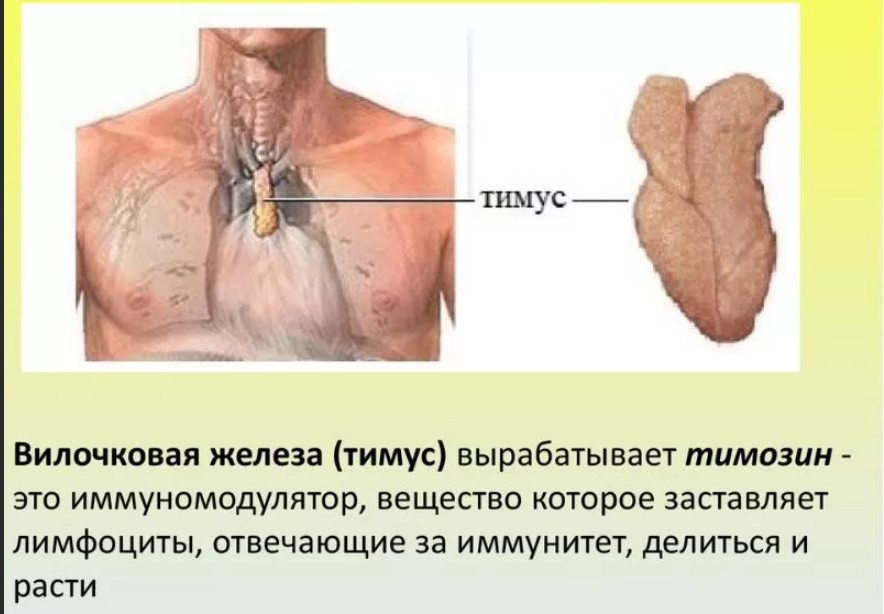 тимус
Вилочковая железа (тимус) вырабатывает тимозин -
это иммуномодулятор, вещество которое заставляет
лимфоциты, отвечающие за иммунитет, делиться и
расти